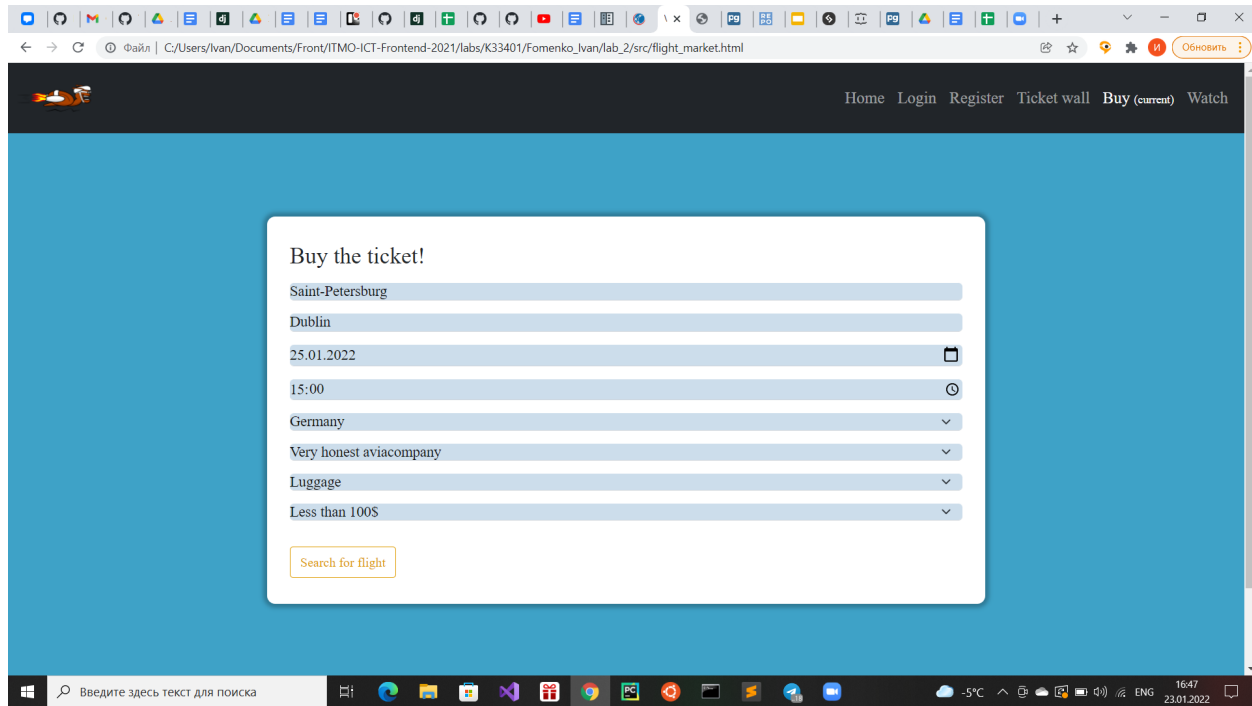 Файл | C:/Users/Ivan/Documents/Front/ITMO-ICT-Frontend-2021/labs/K33401/Fomenko_Ivan/lab_2/src/flight_market.html
И
Обновить
Home Login Register Ticket wall Buy (current) Watch
Buy the ticket!
Saint-Petersburg
Dublin
25.01.2022
15:00
Germany
Very honest aviacompany
Luggage
Less than 100$
Search for flight
Введите здесь текст для поиска
-5°C
ENG
16:47
23.01.2022